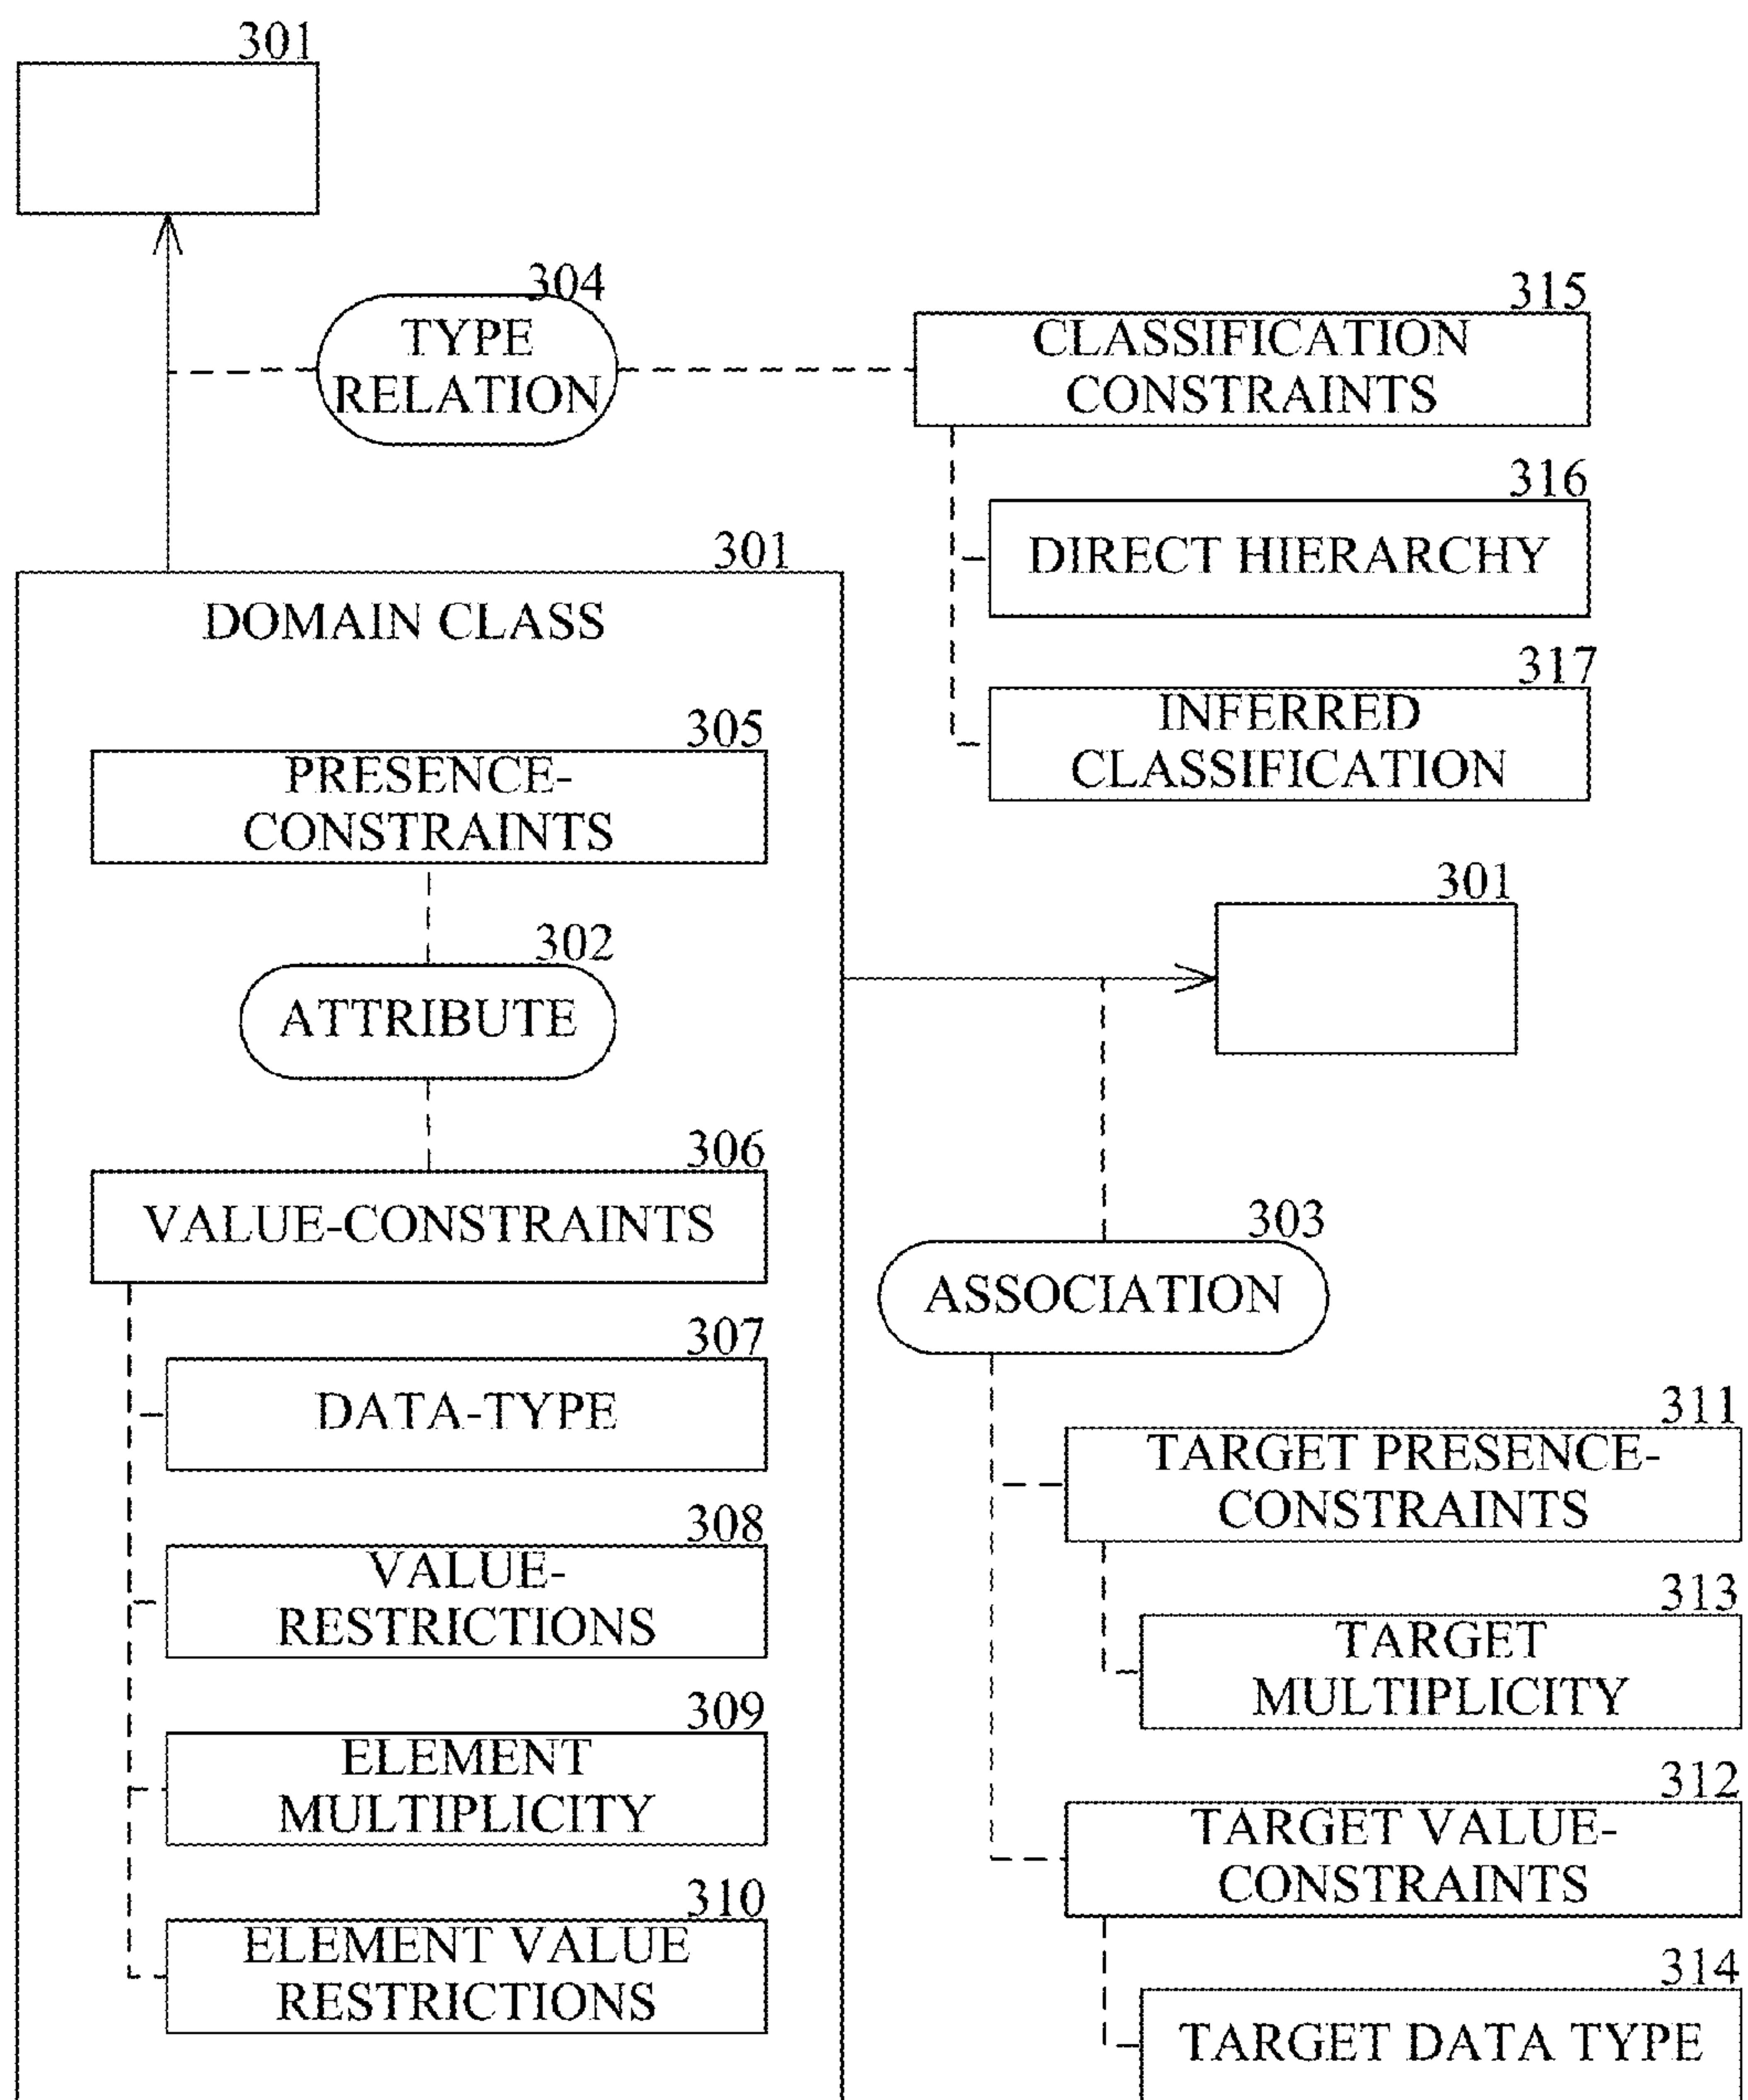 301
304
TYPE
RELATION
315
CLASSIFICATION
CONSTRAINTS
316
DIRECT HIERARCHY
317
INFERRED
CLASSIFICATION
301
DOMAIN CLASS
305
PRESENCE-
CONSTRAINTS
302
ATTRIBUTE
306
VALUE-CONSTRAINTS
307
DATA-TYPE
308
VALUE-
RESTRICTIONS
309
ELEMENT
MULTIPLICITY
310
ELEMENT VALUE
RESTRICTIONS
301
303
ASSOCIATION
311
TARGET PRESENCE-
CONSTRAINTS
313
TARGET
MULTIPLICITY
312
TARGET VALUE-
CONSTRAINTS
314
TARGET DATA TYPE